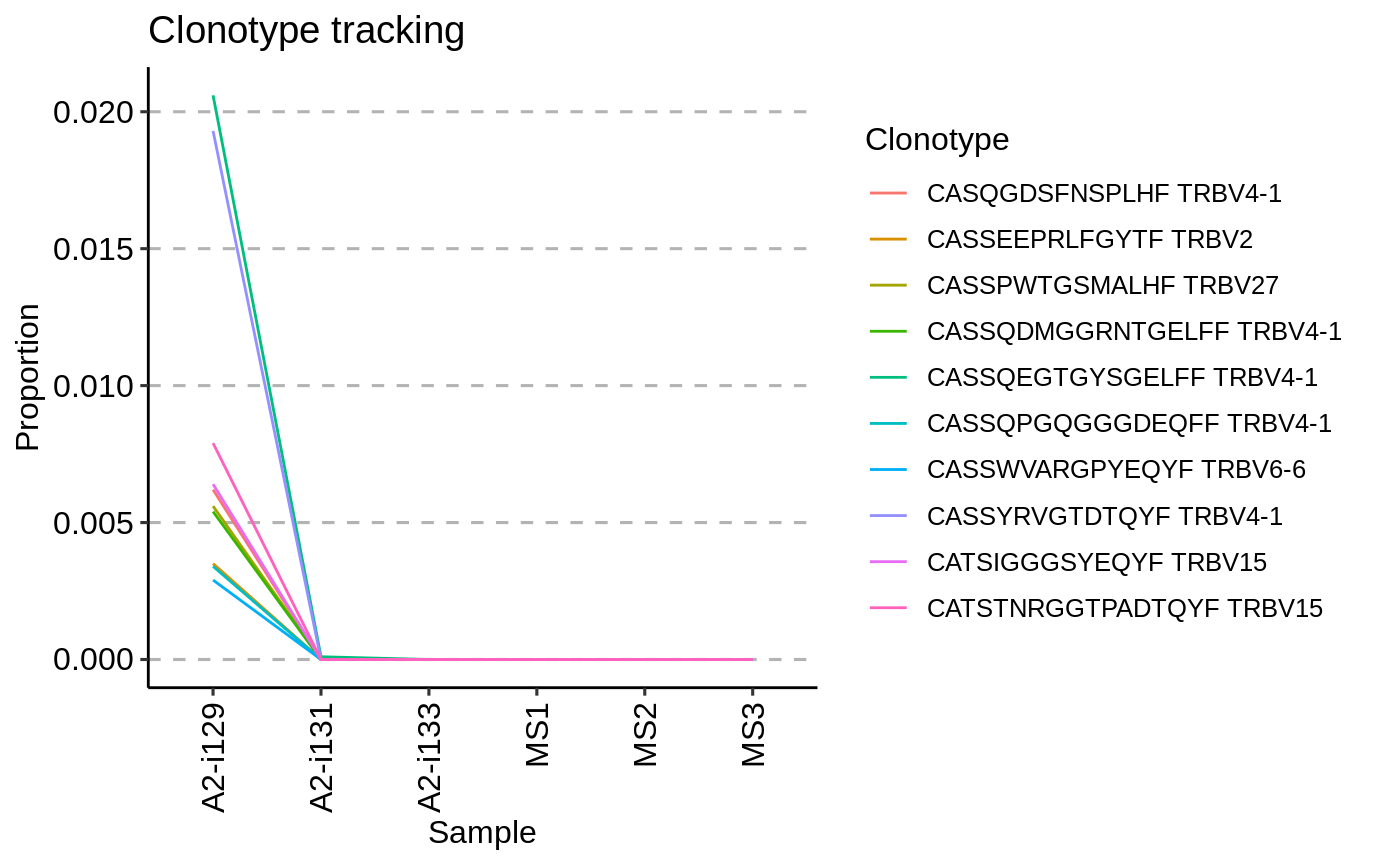 Clonotype tracking
Proportion
0.020
0.015
0.010
0.005
0.000
A2-i129
A2-i131
A2-i133
MS1
MS2
MS3
Sample
Clonotype
CASQGDSFNSPLHF TRBV4-1
CASSEEPRLFGYTF TRBV2
CASSPWTGSMALHF TRBV27
CASSQDMGGRNTGELFF TRBV4-1
CASSQEGTGYSGELFF TRBV4-1
CASSQPGQGGGDEQFF TRBV4-1
CASSWVARGPYEQYF TRBV6-6
CASSYRVGTDTQYF TRBV4-1
CATSIGGGSYEQYF TRBV15
CATSTNRGGTPADTQYF TRBV15